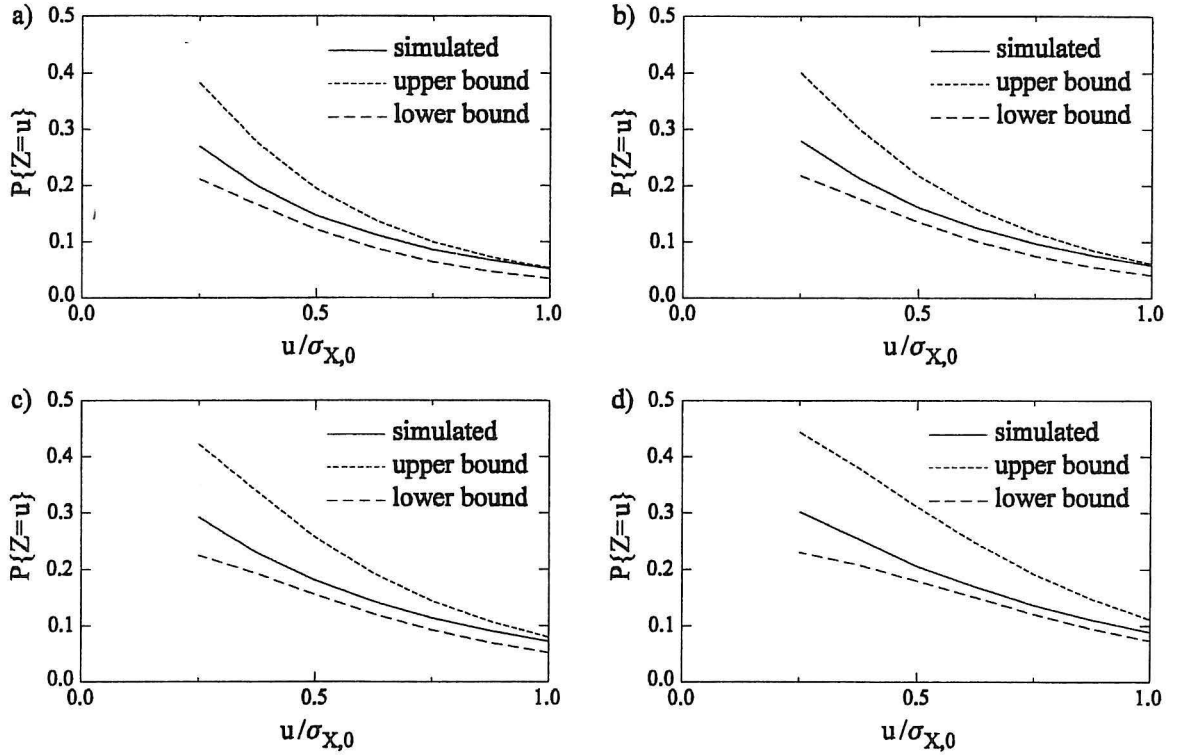 a)
0.5
0.4
0.3
0.2
0.1
0.0
P{Z=u}
simulated
upper bound
lower bound
0.0 0.5 1.0
u/σX,0
b)
0.5
0.4
0.3
0.2
0.1
0.0
P{Z=u}
simulated
upper bound
lower bound
0.0 0.5 1.0
u/σX,0
c)
0.5
0.4
0.3
0.2
0.1
0.0
P{Z=u}
simulated
upper bound
lower bound
0.0 0.5 1.0
u/σX,0
d)
0.5
0.4
0.3
0.2
0.1
0.0
P{Z=u}
simulated
upper bound
lower bound
0.0 0.5 1.0
u/σX,0